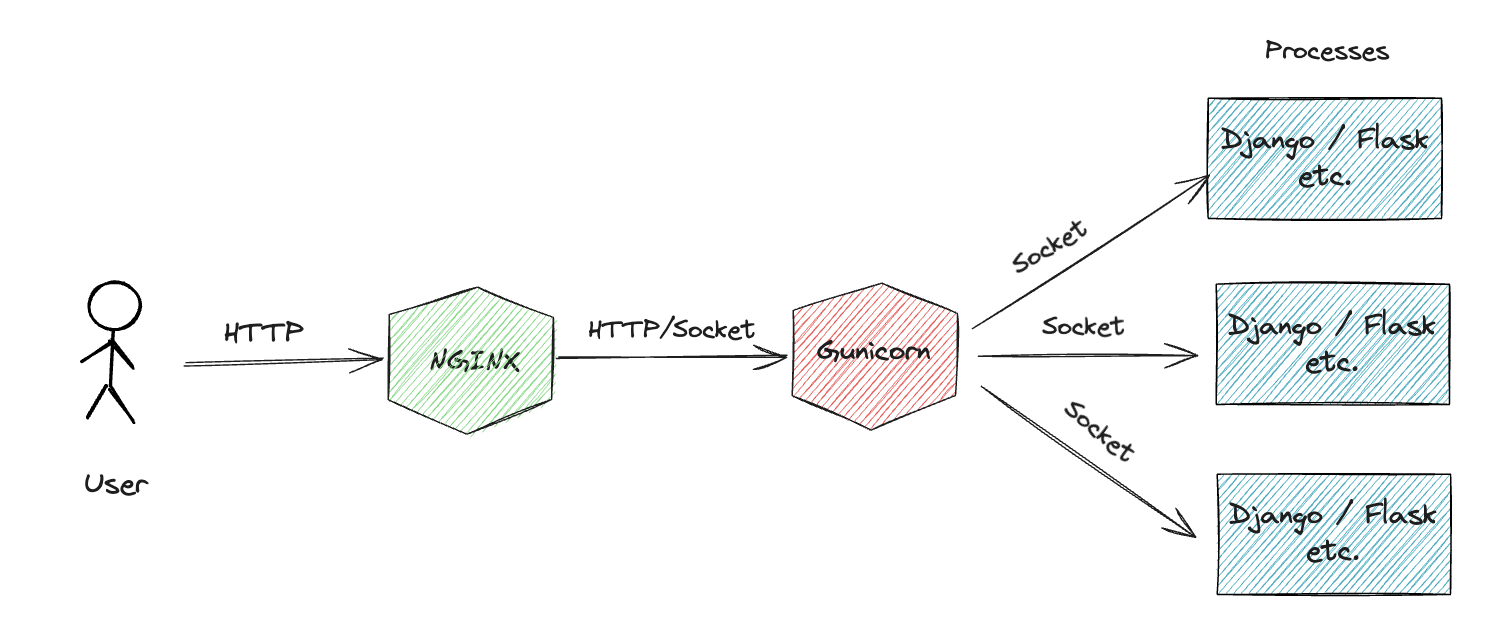 Processes
Django / Flask
etc.
Socket
HTTP
NGINX
HTTP/Socket
Gunicorn
Socket
Django / Flask
etc.
Socket
User
Django / Flask
etc.